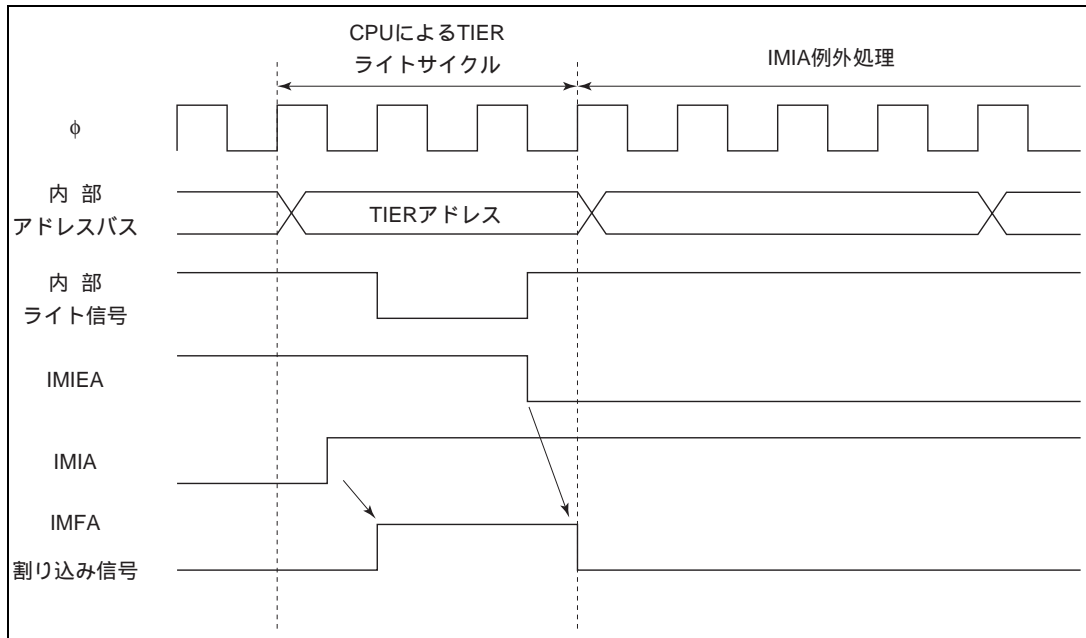 CPUによるTIER
ライトサイクル
IMIA例外処理
φ
内 部
アドレスバス
TIERアドレス
内 部
ライト信号
IMIEA
IMIA
IMFA
割り込み信号